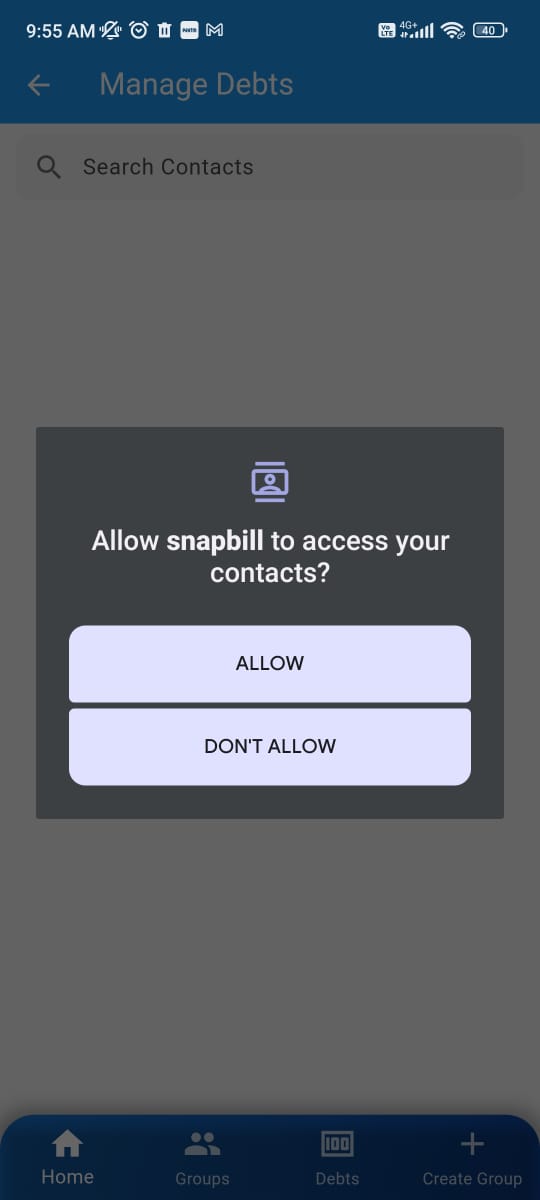 9:55 AM
Vo
LTE
4G+
40
Manage Debts
Search Contacts
Allow snapbill to access your
contacts?
ALLOW
DON'T ALLOW
Home
Groups
Debts
Create Group